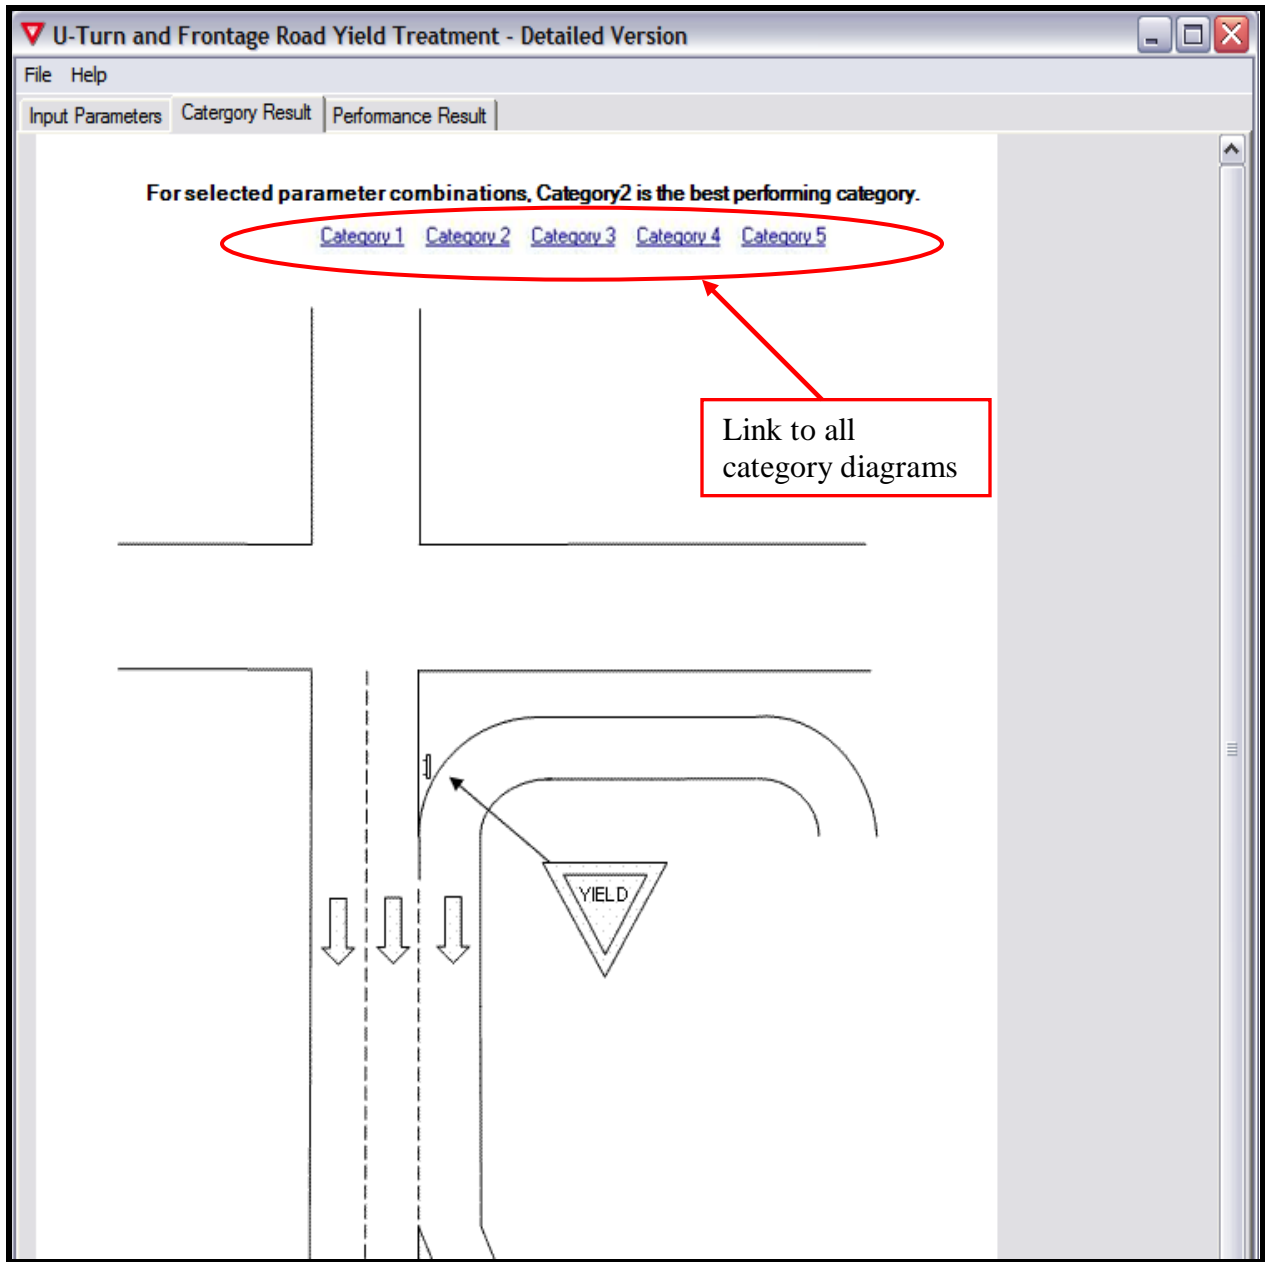 U-Turn and Frontage Road Yield Treatment - Detailed Version
File Help
Input Parameters Catergory Result Performance Result
For selected parameter combinations, Category2 is the best performing category.
Category 1 Category 2 Category 3 Category 4 Category 5
Link to all
category diagrams
YIELD